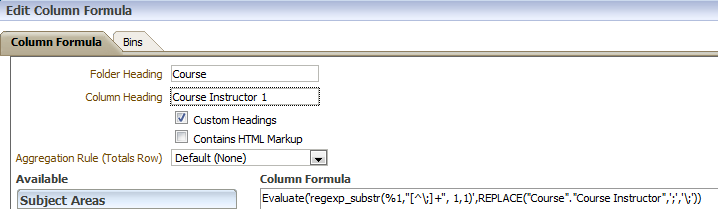 Edit Column Formula
Column Formula Bins
Folder Heading Course
Column Heading Course Instructor 1
Custom Headings
Contains HTML Markup
Aggregation Rule (Totals Row) Default (None)
Available Column Formula
Subject Areas Evaluate('regexp_substr(%1,"[^\;]+", 1,1)',REPLACE("Course"."Course Instructor",';','\;'))